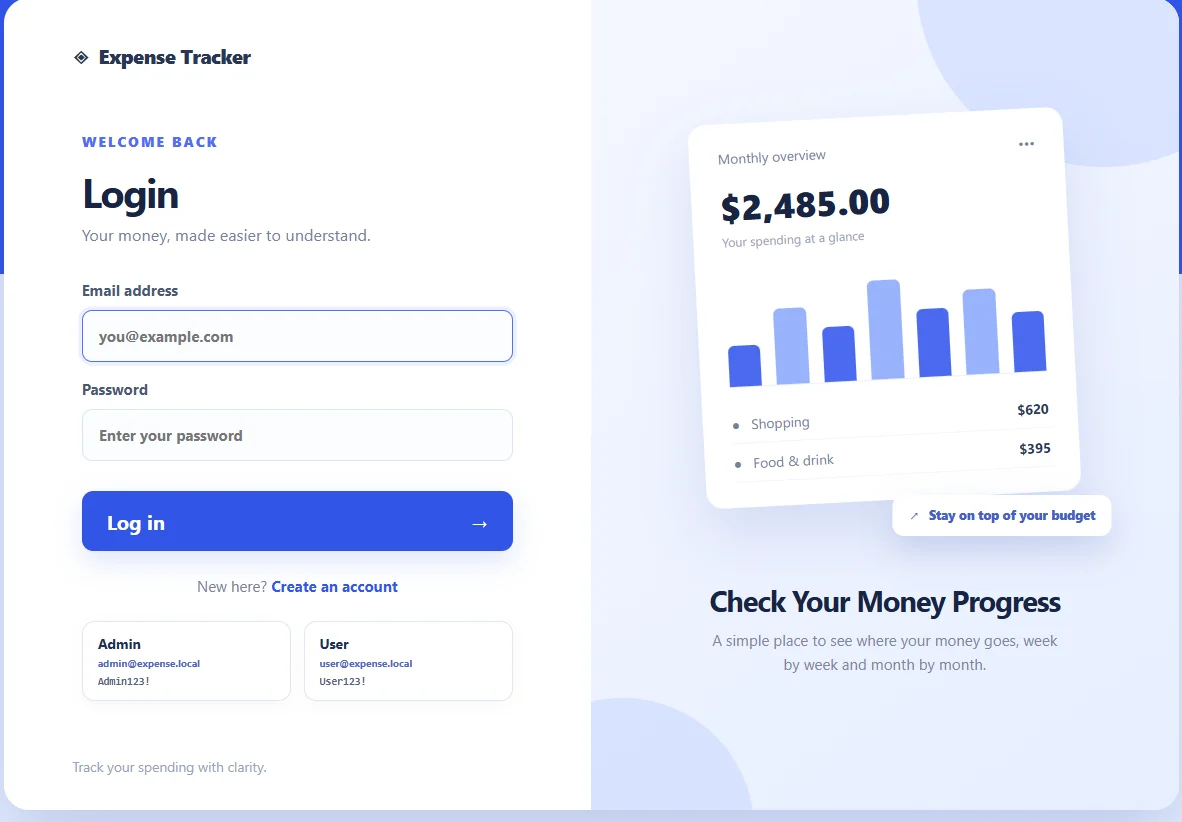 Expense Tracker
WELCOME BACK
Login
Your money, made easier to understand.
Email address
you@example.com
Password
Enter your password
Log in →
New here? Create an account
Admin
admin@expense.local
Admin123!
User
user@expense.local
User123!
Track your spending with clarity.
Monthly overview
$2,485.00
Your spending at a glance
Shopping $620
Food & drink $395
↗ Stay on top of your budget
Check Your Money Progress
A simple place to see where your money goes, week
by week and month by month.